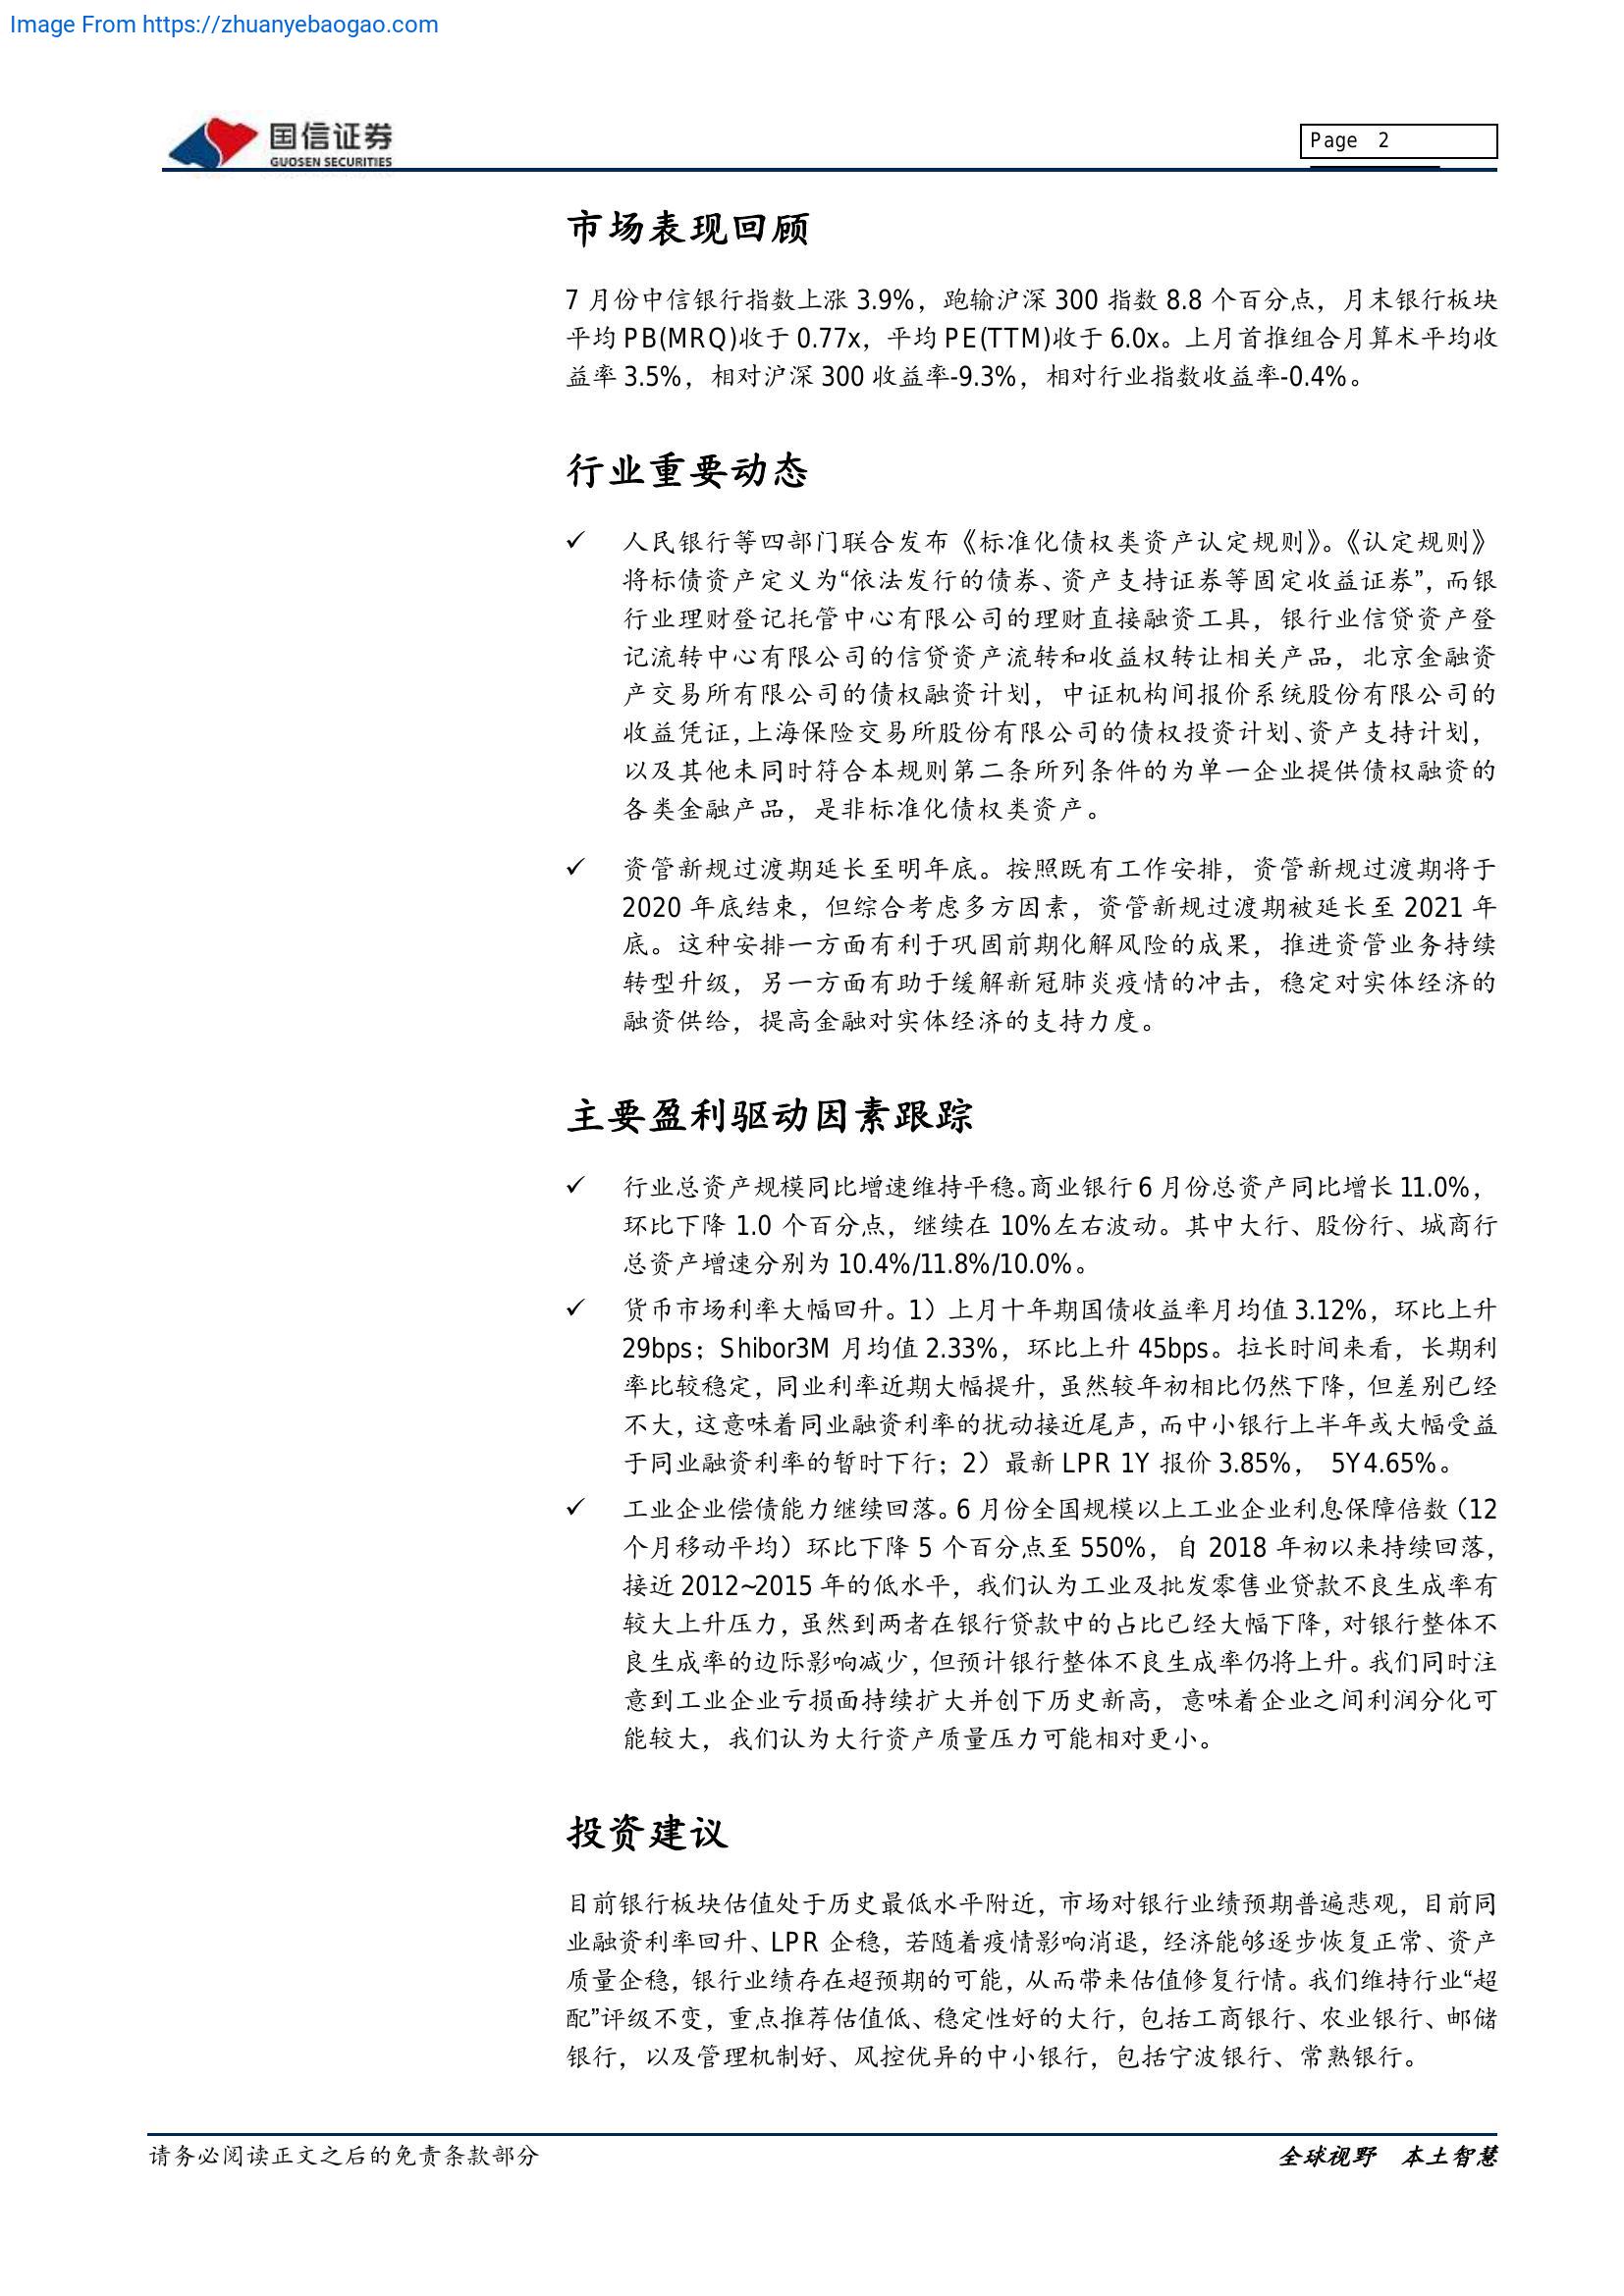 Image From https://zhuanyebaogao.com
国信证券
GUOSEN SECURITIES
Page 2
市场表现回顾
7 月份中信银行指数上涨 3.9%，跑输沪深 300 指数 8.8 个百分点，月末银行板块
平均 PB(MRQ)收于 0.77x，平均 PE(TTM)收于 6.0x。上月首推组合月算术平均收
益率 3.5%，相对沪深 300 收益率-9.3%，相对行业指数收益率-0.4%。
行业重要动态
✓ 人民银行等四部门联合发布《标准化债权类资产认定规则》。《认定规则》
将标债资产定义为“依法发行的债券、资产支持证券等固定收益证券”，而银
行业理财登记托管中心有限公司的理财直接融资工具，银行业信贷资产登
记流转中心有限公司的信贷资产流转和收益权转让相关产品，北京金融资
产交易所有限公司的债权融资计划，中证机构间报价系统股份有限公司的
收益凭证，上海保险交易所股份有限公司的债权投资计划、资产支持计划，
以及其他未同时符合本规则第二条所列条件的为单一企业提供债权融资的
各类金融产品，是非标准化债权类资产。
✓ 资管新规过渡期延长至明年底。按照既有工作安排，资管新规过渡期将于
2020 年底结束，但综合考虑多方因素，资管新规过渡期被延长至 2021 年
底。这种安排一方面有利于巩固前期化解风险的成果，推进资管业务持续
转型升级，另一方面有助于缓解新冠肺炎疫情的冲击，稳定对实体经济的
融资供给，提高金融对实体经济的支持力度。
主要盈利驱动因素跟踪
✓ 行业总资产规模同比增速维持平稳。商业银行 6 月份总资产同比增长 11.0%，
环比下降 1.0 个百分点，继续在 10%左右波动。其中大行、股份行、城商行
总资产增速分别为 10.4%/11.8%/10.0%。
✓ 货币市场利率大幅回升。1）上月十年期国债收益率月均值 3.12%，环比上升
29bps；Shibor3M 月均值 2.33%，环比上升 45bps。拉长时间来看，长期利
率比较稳定，同业利率近期大幅提升，虽然较年初相比仍然下降，但差别已经
不大，这意味着同业融资利率的扰动接近尾声，而中小银行上半年或大幅受益
于同业融资利率的暂时下行；2）最新 LPR 1Y 报价 3.85%， 5Y4.65%。
✓ 工业企业偿债能力继续回落。6 月份全国规模以上工业企业利息保障倍数（12
个月移动平均）环比下降 5 个百分点至 550%，自 2018 年初以来持续回落，
接近 2012~2015 年的低水平，我们认为工业及批发零售业贷款不良生成率有
较大上升压力，虽然到两者在银行贷款中的占比已经大幅下降，对银行整体不
良生成率的边际影响减少，但预计银行整体不良生成率仍将上升。我们同时注
意到工业企业亏损面持续扩大并创下历史新高，意味着企业之间利润分化可
能较大，我们认为大行资产质量压力可能相对更小。
投资建议
目前银行板块估值处于历史最低水平附近，市场对银行业绩预期普遍悲观，目前同
业融资利率回升、LPR 企稳，若随着疫情影响消退，经济能够逐步恢复正常、资产
质量企稳，银行业绩存在超预期的可能，从而带来估值修复行情。我们维持行业“超
配”评级不变，重点推荐估值低、稳定性好的大行，包括工商银行、农业银行、邮储
银行，以及管理机制好、风控优异的中小银行，包括宁波银行、常熟银行。
请务必阅读正文之后的免责条款部分
全球视野 本土智慧